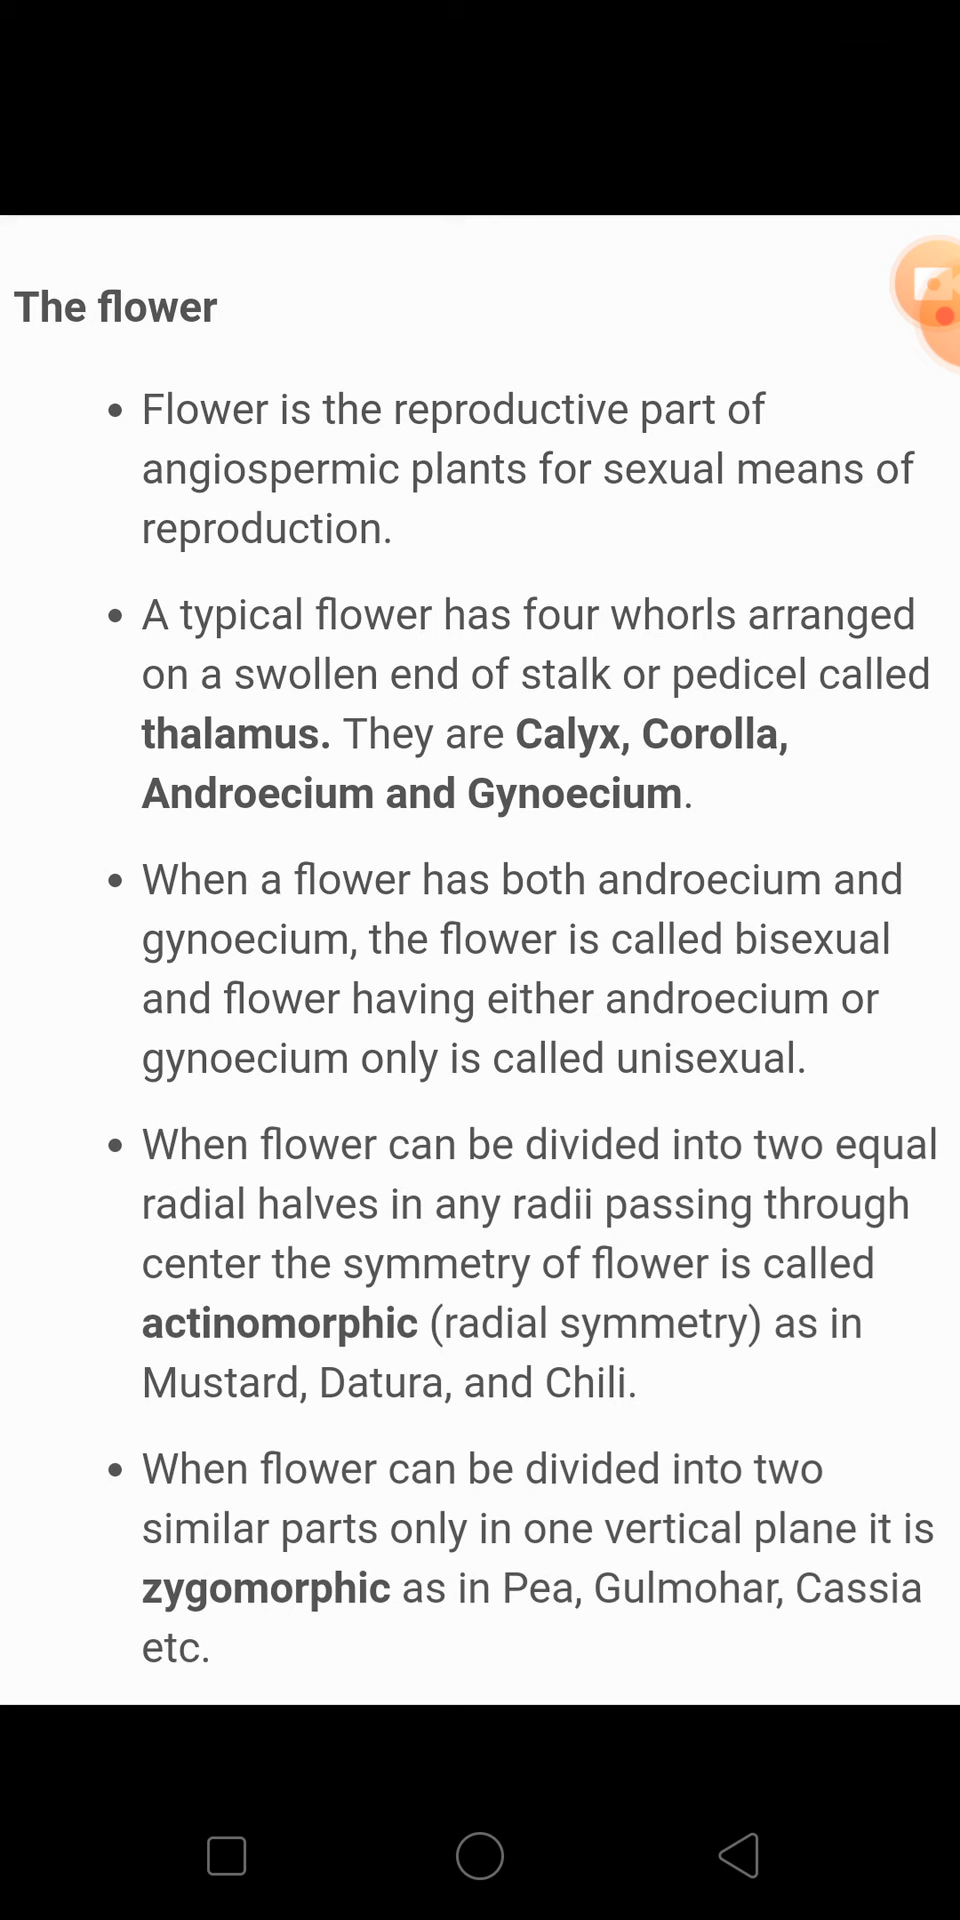 The flower
• Flower is the reproductive part of
angiospermic plants for sexual means of
reproduction.
• A typical flower has four whorls arranged
on a swollen end of stalk or pedicel called
thalamus. They are Calyx, Corolla,
Androecium and Gynoecium.
• When a flower has both androecium and
gynoecium, the flower is called bisexual
and flower having either androecium or
gynoecium only is called unisexual.
• When flower can be divided into two equal
radial halves in any radii passing through
center the symmetry of flower is called
actinomorphic (radial symmetry) as in
Mustard, Datura, and Chili.
• When flower can be divided into two
similar parts only in one vertical plane it is
zygomorphic as in Pea, Gulmohar, Cassia
etc.